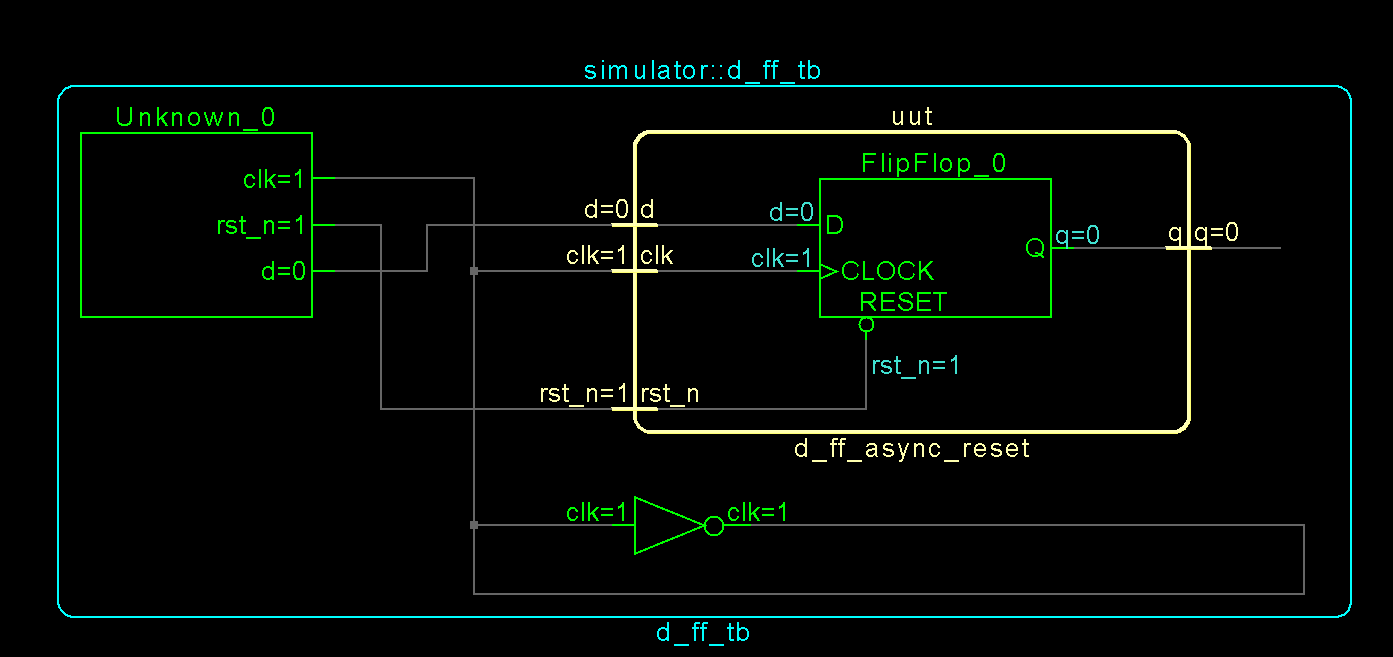 simulator::d_ff_tb
Unknown_0
clk=1
rst_n=1
d=0
uut
FlipFlop_0
d=0 d
d=0
D
clk=1 clk
clk=1
CLOCK
RESET
Q
q=0
q q=0
rst_n=1
rst_n=1 rst_n
d_ff_async_reset
clk=1
clk=1
d_ff_tb